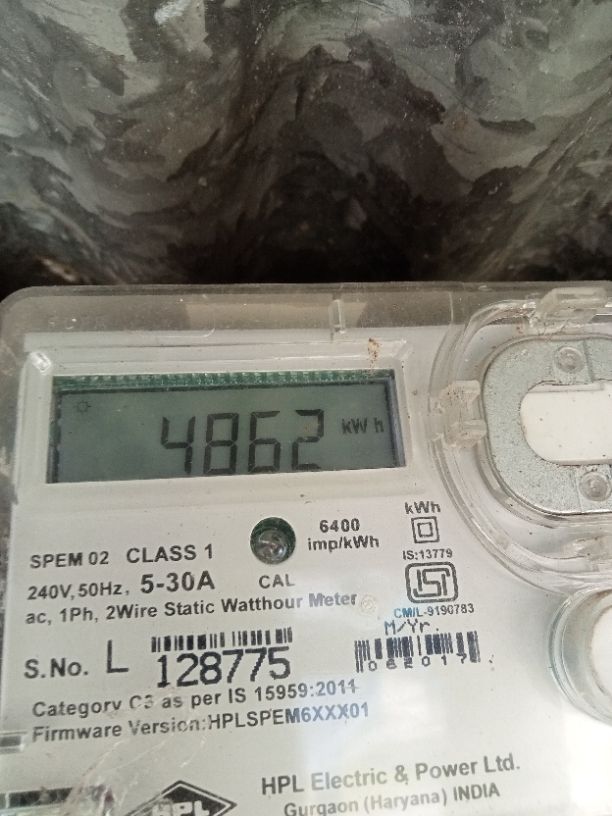 4862 kWh
6400
imp/kWh
kWh
IS:13779
SPEM 02 CLASS 1
CAL
240V, 50Hz, 5-30A
ac, 1Ph, 2Wire Static Watthour Meter
CM/L-9190783
M/Yr.
S.No. L 128775
062017
Category C3 as per IS 15959:2011
Firmware Version:HPLSPEM6XXX01
HPL
HPL Electric & Power Ltd.
Gurgaon (Haryana) INDIA